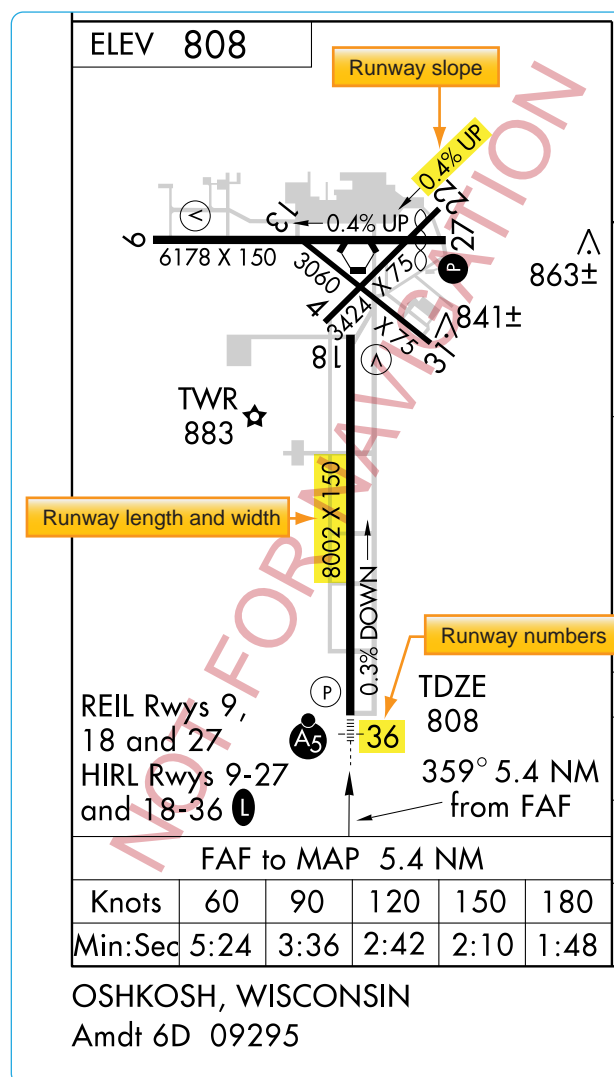 ELEV 808
Runway slope
0.4% UP
22
13
0.4% UP
9
27
V
P
6178 X 150
3060 X 75
3424 X 75
4
31
V
863±
V
841±
18
V
TWR
883
Runway length and width
8002 X 150
0.3% DOWN
Runway numbers
P
TDZE
808
A5
36
REIL Rwys 9,
18 and 27
HIRL Rwys 9-27
and 18-36 L
359° 5.4 NM
from FAF
FAF to MAP 5.4 NM
Knots 60 90 120 150 180
Min:Sec 5:24 3:36 2:42 2:10 1:48
NOT FOR NAVIGATION
OSHKOSH, WISCONSIN
Amdt 6D 09295